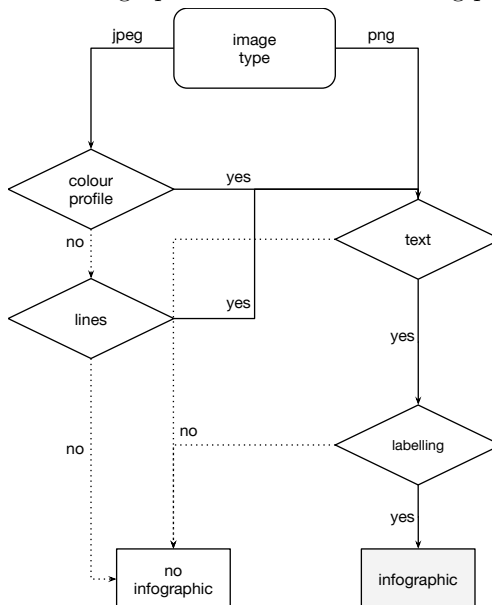 jpeg
image
type
png
colour
profile
yes
no
text
lines
yes
yes
no
no
labelling
yes
no
infographic
infographic